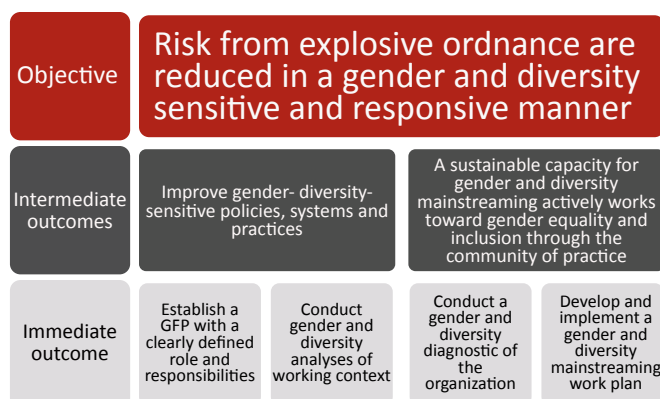 Objective
Risk from explosive ordnance are
reduced in a gender and diversity
sensitive and responsive manner
Intermediate
outcomes
Improve gender- diversity-
sensitive policies, systems and
practices
A sustainable capacity for
gender and diversity
mainstreaming actively works
toward gender equality and
inclusion through the
community of practice
Immediate
outcome
Establish a
GFP with a
clearly defined
role and
responsibilities
Conduct
gender and
diversity
analyses of
working context
Conduct a
gender and
diversity
diagnostic of
the
organization
Develop and
implement a
gender and
diversity
mainstreaming
work plan